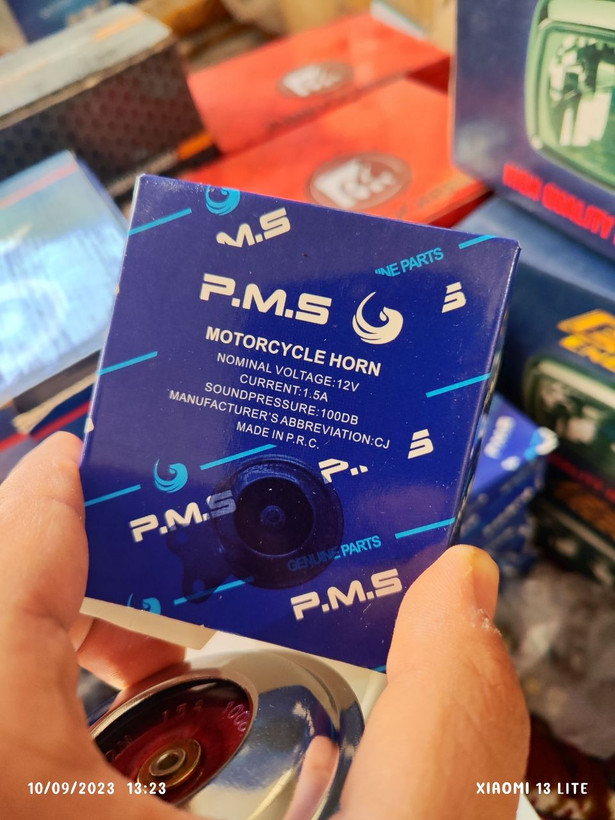 M.S
GENUINE PARTS
P.M.S
MOTORCYCLE HORN
NOMINAL VOLTAGE:12V
CURRENT:1.5A
SOUNDPRESSURE:100DB
MANUFACTURER'S ABBREVIATION:CJ
MADE IN P.R.C.
P..
P.M.S
GENUINE PARTS
P.M.S
HIGH QUALITY
10/09/2023 13:23
XIAOMI 13 LITE